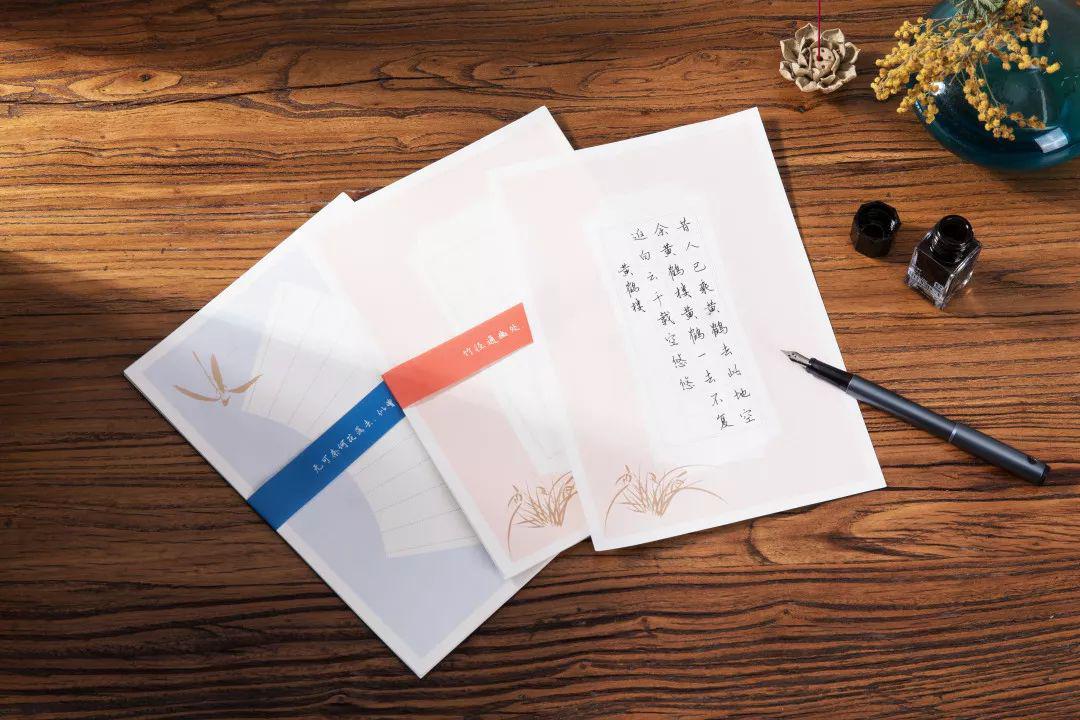 昔人已乘黄鹤去此地空
余黄鹤楼黄鹤一去不复
返白云千载空悠悠
黄鹤楼
竹径通幽处,
无可奈何花落去,似曾